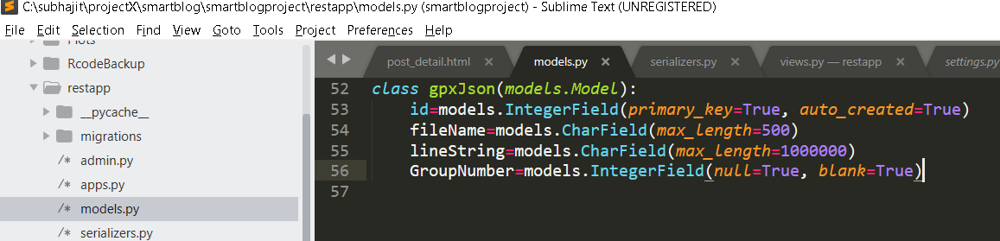 C:\subhajit\projectX\smartblog\smartblogproject\restapp\models.py (smartblogproject) - Sublime Text (UNREGISTERED)
File Edit Selection Find View Goto Tools Project Preferences Help
Plots
RcodeBackup
restapp
__pycache__
migrations
/* admin.py
/* apps.py
/* models.py
/* serializers.py
post_detail.html × models.py × serializers.py × views.py — restapp × settings.py
52 class gpxJson(models.Model):
53     id=models.IntegerField(primary_key=True, auto_created=True)
54     fileName=models.CharField(max_length=500)
55     lineString=models.CharField(max_length=1000000)
56     GroupNumber=models.IntegerField(null=True, blank=True)
57